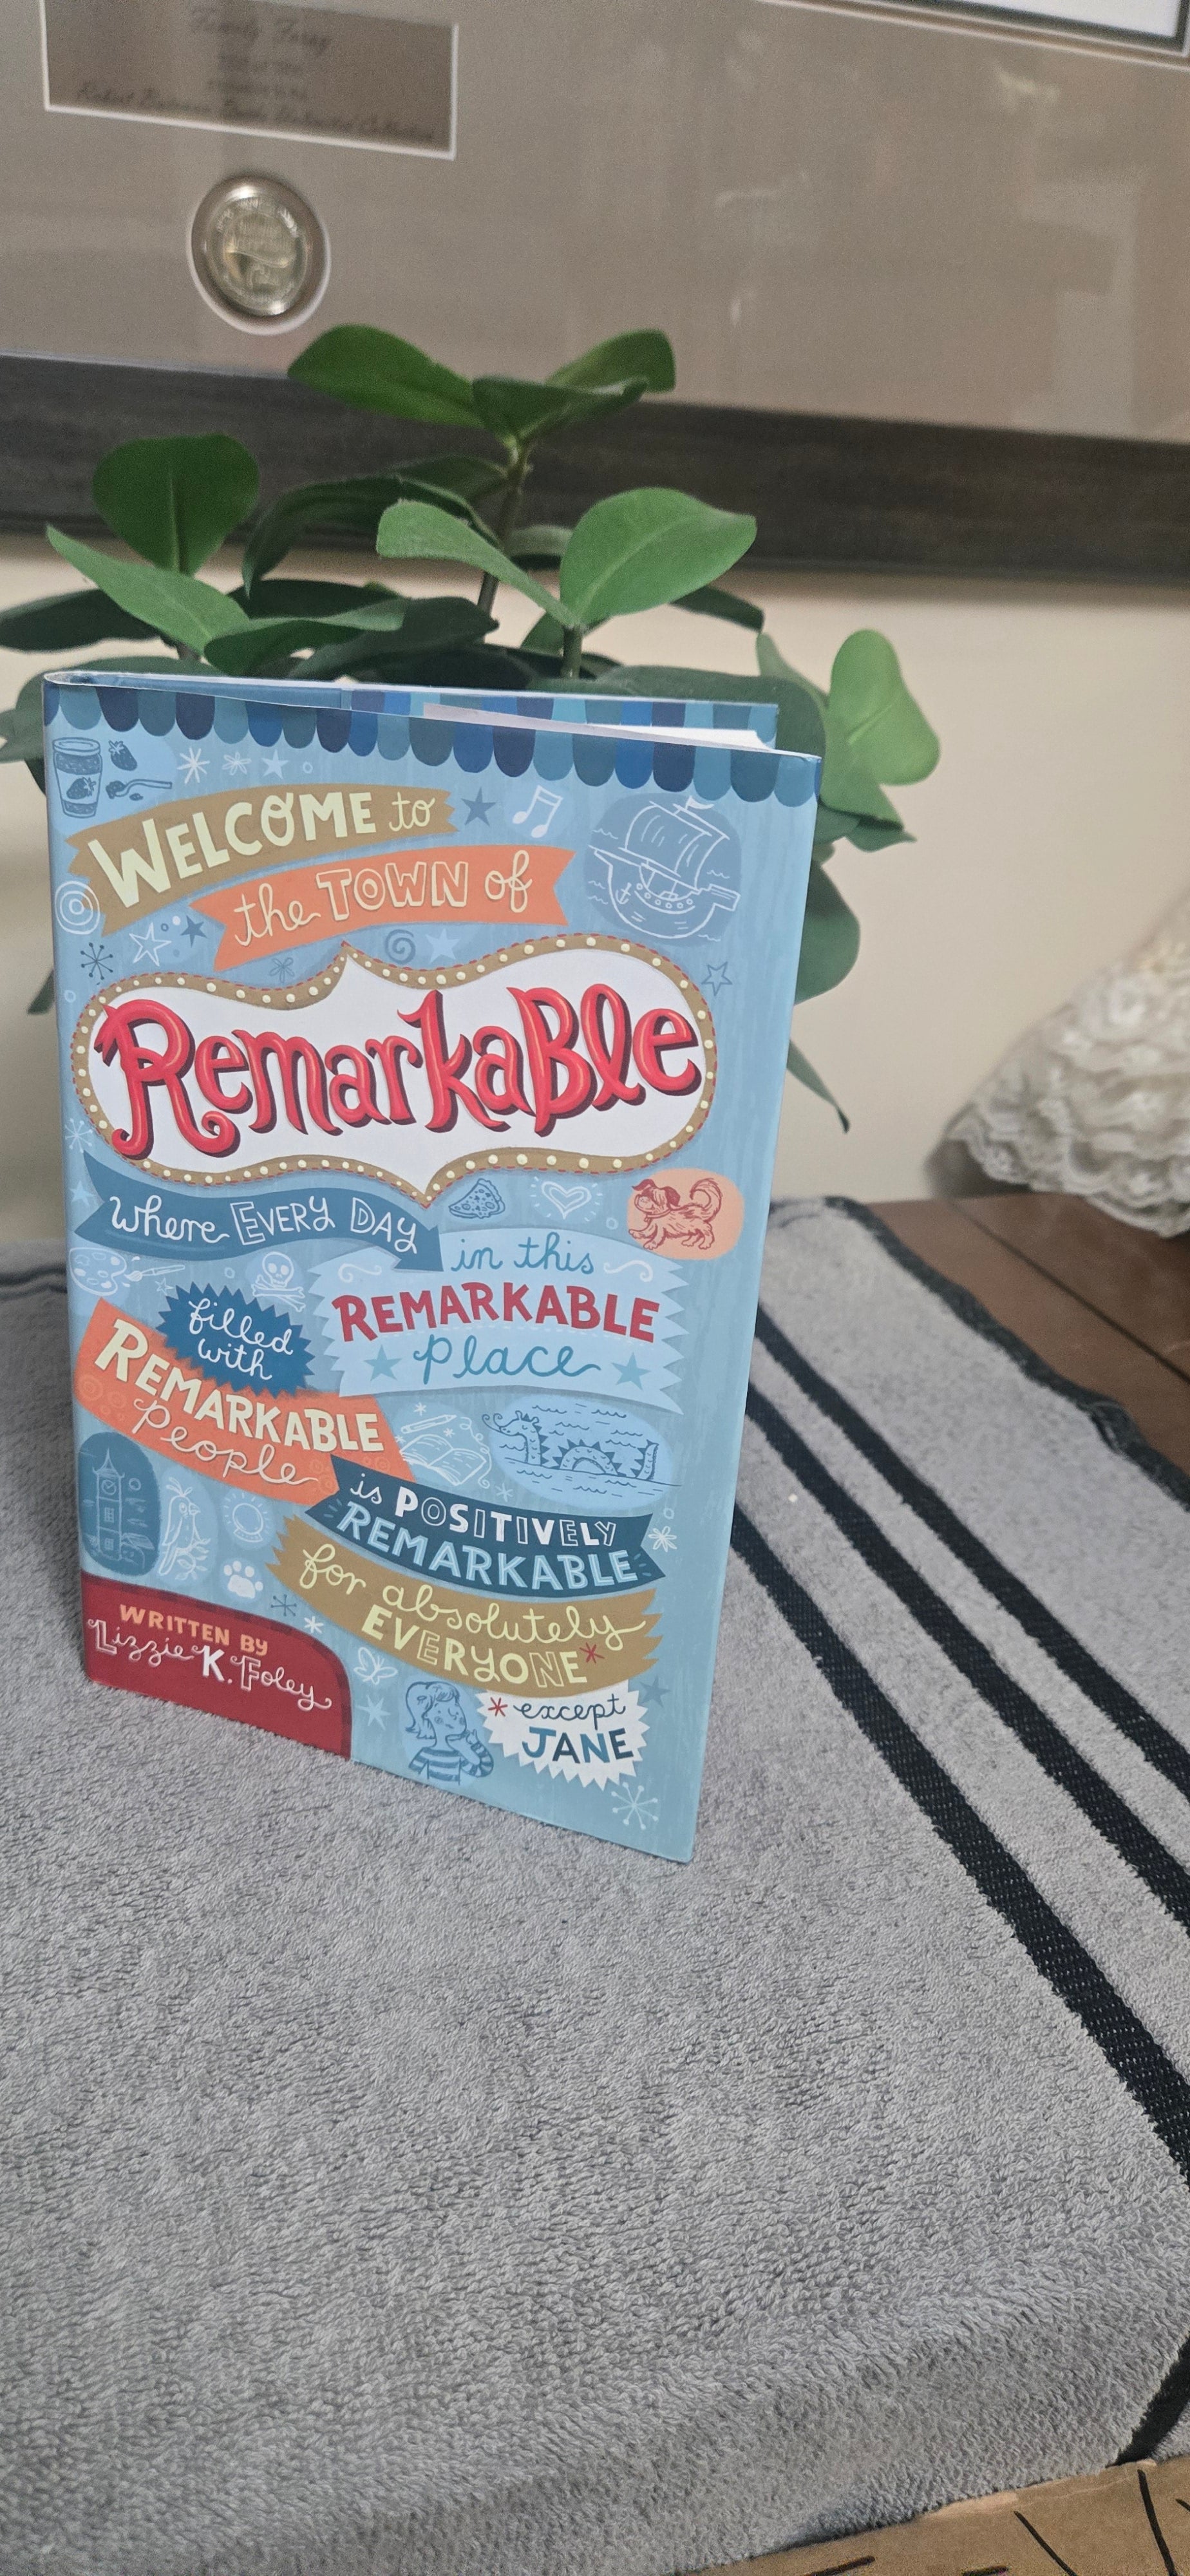 WELCOME to
the TOWN of
RemarkaBle
where EVERY DAY
in this
REMARKABLE
place
filled
with
REMARKABLE
people
is POSITIVELY
REMARKABLE
for absolutely
EVERYONE*
*except
JANE
WRITTEN BY
Lizzie K. Foley